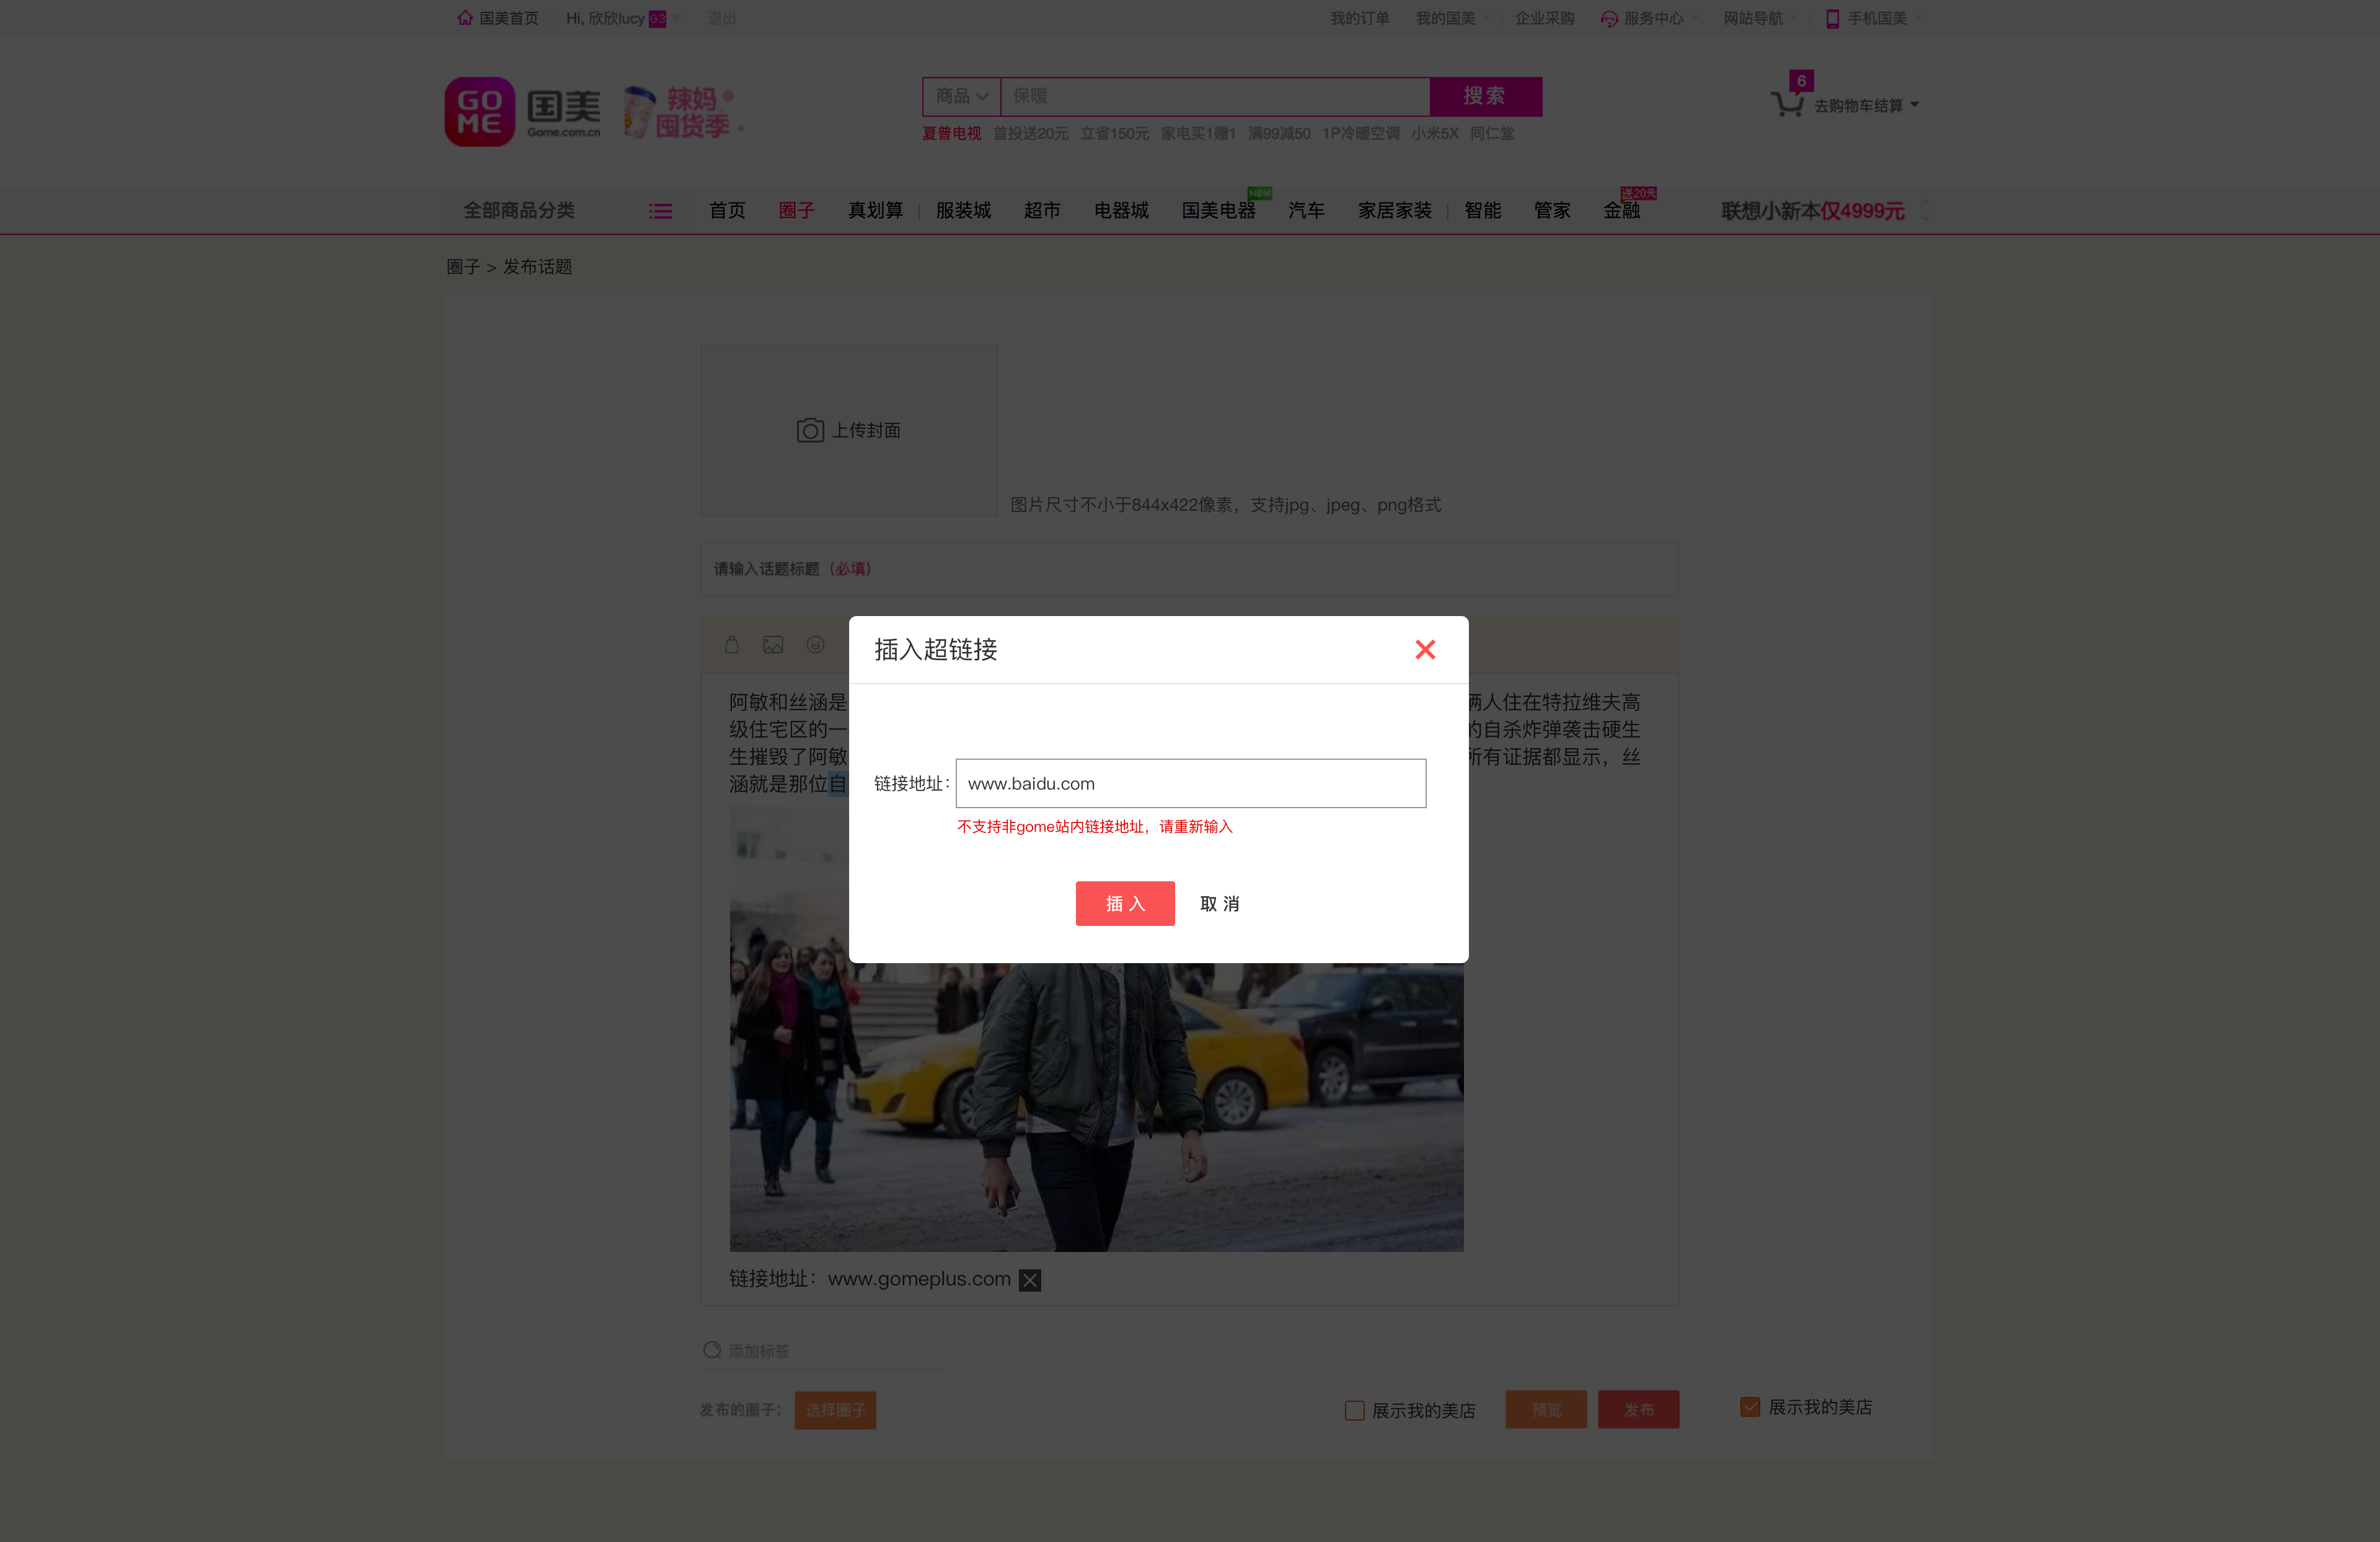 国美首页 Hi, 欣欣lucy G3 退出 我的订单 我的国美 企业采购 服务中心 网站导航 手机国美
GOME 国美 Gome.com.cn
辣妈
囤货季
商品 保暖 搜索
6
去购物车结算
夏普电视 首投送20元 立省150元 家电买1赠1 满99减50 1P冷暖空调 小米5X 同仁堂
全部商品分类 首页 圈子 真划算 服装城 超市 电器城 国美电器 NEW 汽车 家居家装 智能 管家 金融 送20元 联想小新本仅4999元
圈子 > 发布话题
上传封面
图片尺寸不小于844x422像素，支持jpg、jpeg、png格式
请输入话题标题（必填）
插入超链接
阿敏和丝涵是 俩人住在特拉维夫高
级住宅区的一 的自杀炸弹袭击硬生
生摧毁了阿敏 所有证据都显示，丝
涵就是那位自
链接地址： www.baidu.com
不支持非gome站内链接地址，请重新输入
插 入 取 消
链接地址：www.gomeplus.com
添加标签
发布的圈子： 选择圈子 展示我的美店 预览 发布 展示我的美店